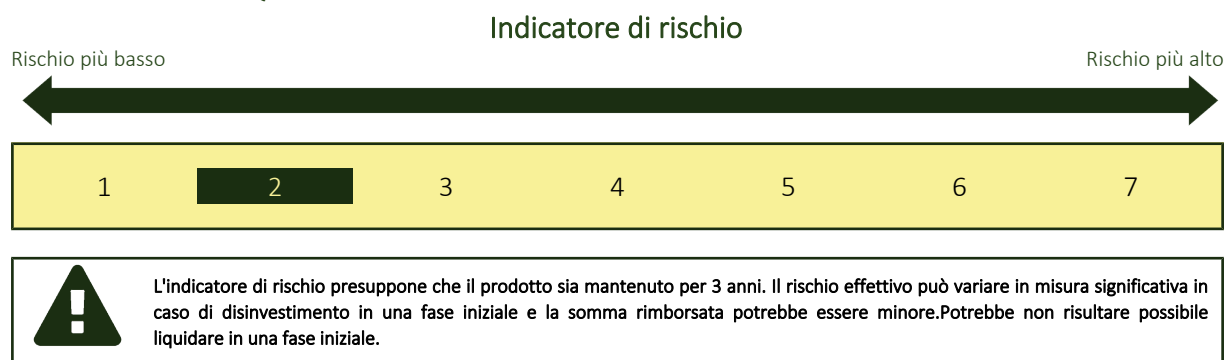 Indicatore di rischio
Rischio più basso
Rischio più alto
1 2 3 4 5 6 7
L'indicatore di rischio presuppone che il prodotto sia mantenuto per 3 anni. Il rischio effettivo può variare in misura significativa in
caso di disinvestimento in una fase iniziale e la somma rimborsata potrebbe essere minore.Potrebbe non risultare possibile
liquidare in una fase iniziale.